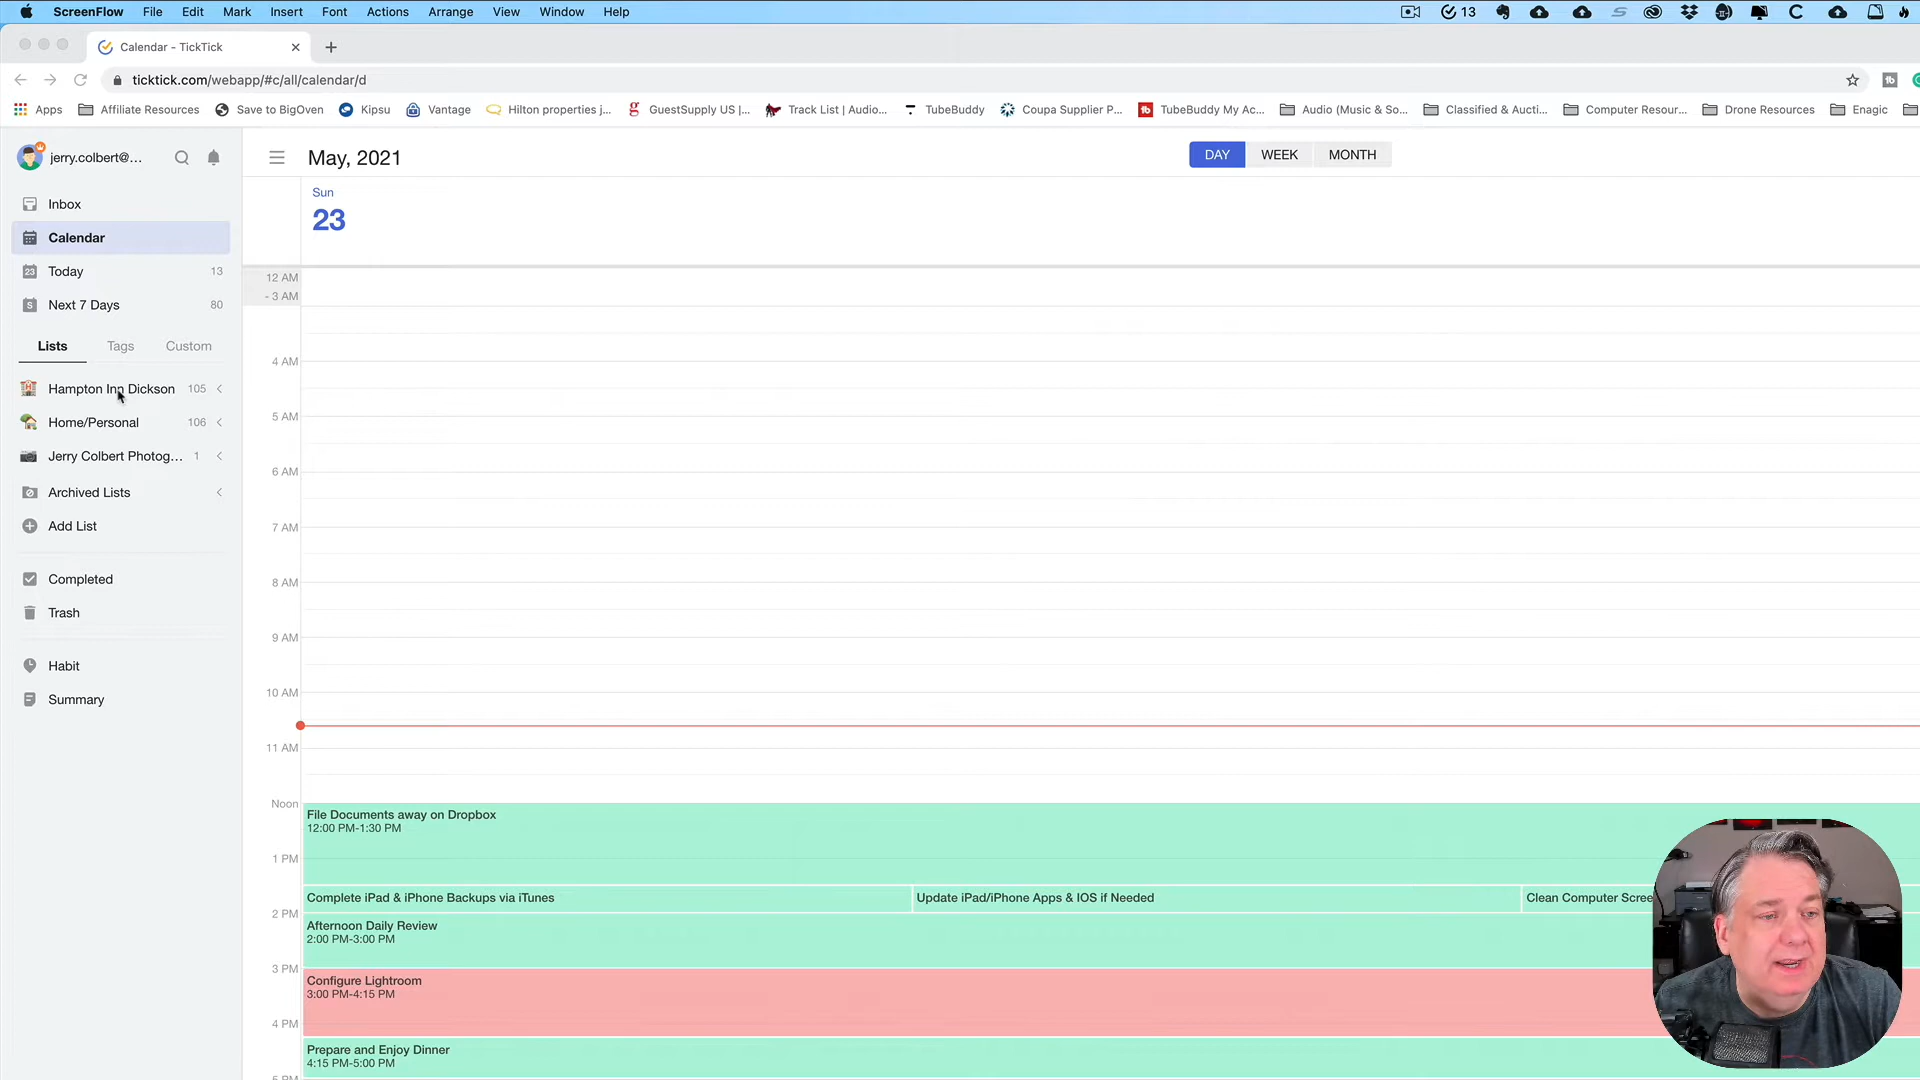 ScreenFlow File Edit Mark Insert Font Actions Arrange View Window Help 13
Calendar - TickTick
ticktick.com/webapp/#c/all/calendar/d
Apps Affiliate Resources Save to BigOven Kipsu Vantage Hilton properties j... GuestSupply US |... Track List | Audio... TubeBuddy Coupa Supplier P... TubeBuddy My Ac... Audio (Music & So... Classified & Aucti... Computer Resour... Drone Resources Enagic
jerry.colbert@...
May, 2021
DAY WEEK MONTH
Sun
23
Inbox
Calendar
Today 13
Next 7 Days 80
Lists Tags Custom
Hampton Inn Dickson 105
Home/Personal 106
Jerry Colbert Photog... 1
Archived Lists
Add List
Completed
Trash
Habit
Summary
12 AM
- 3 AM
4 AM
5 AM
6 AM
7 AM
8 AM
9 AM
10 AM
11 AM
Noon
File Documents away on Dropbox
12:00 PM-1:30 PM
1 PM
Complete iPad & iPhone Backups via iTunes Update iPad/iPhone Apps & IOS if Needed Clean Computer Scree
2 PM
Afternoon Daily Review
2:00 PM-3:00 PM
3 PM
Configure Lightroom
3:00 PM-4:15 PM
4 PM
Prepare and Enjoy Dinner
4:15 PM-5:00 PM